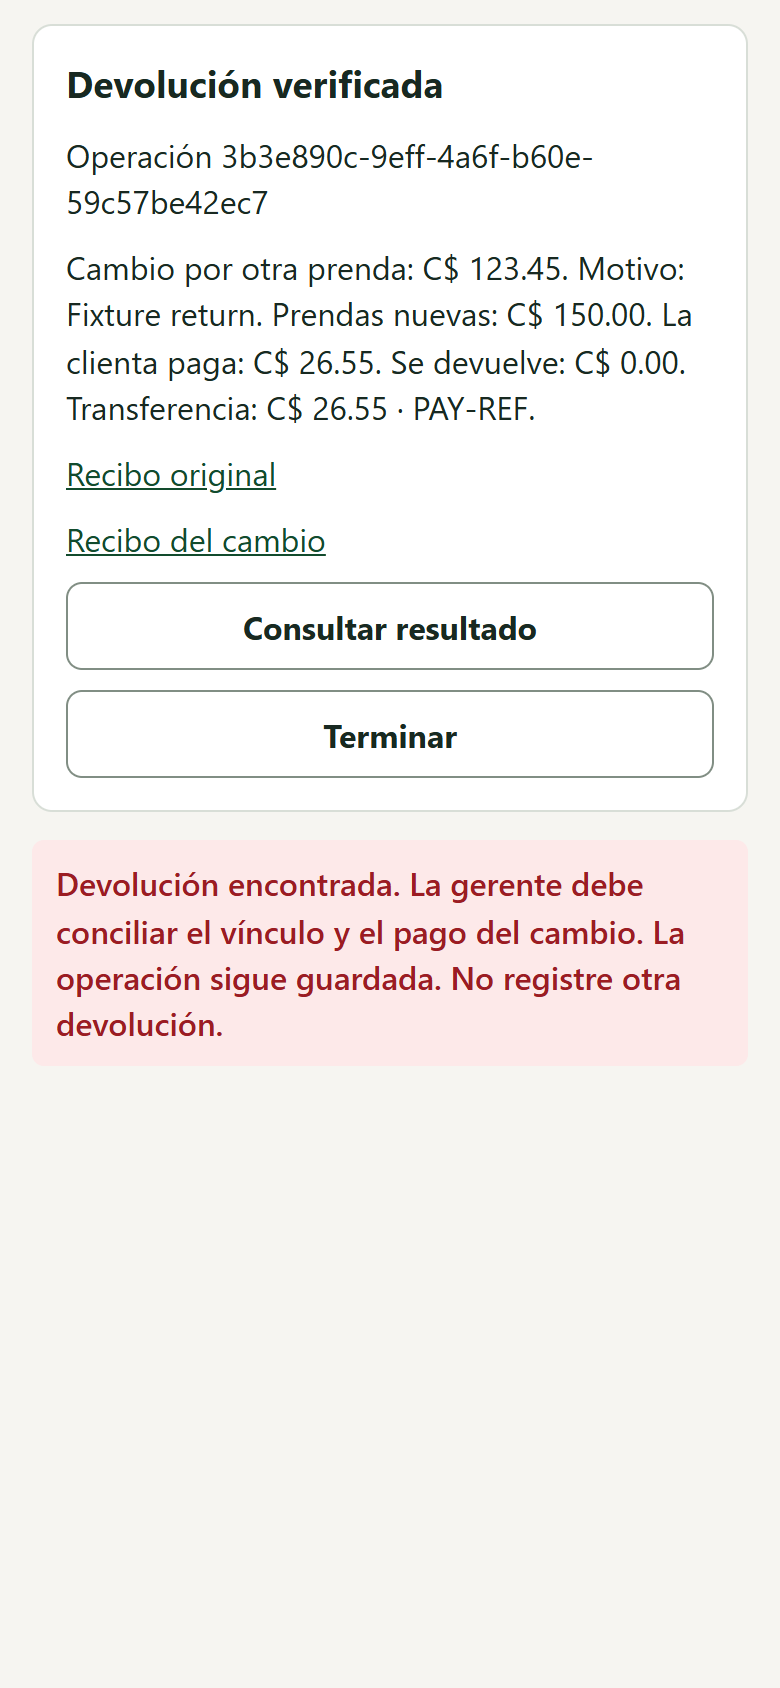 Devolución verificada
Operación 3b3e890c-9eff-4a6f-b60e-
59c57be42ec7
Cambio por otra prenda: C$ 123.45. Motivo:
Fixture return. Prendas nuevas: C$ 150.00. La
clienta paga: C$ 26.55. Se devuelve: C$ 0.00.
Transferencia: C$ 26.55 · PAY-REF.
Recibo original
Recibo del cambio
Consultar resultado
Terminar
Devolución encontrada. La gerente debe
conciliar el vínculo y el pago del cambio. La
operación sigue guardada. No registre otra
devolución.